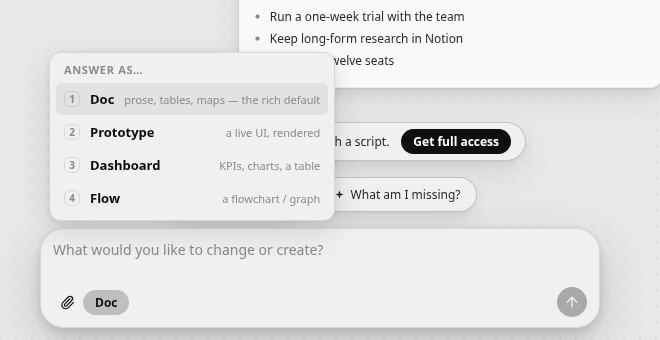 Run a one-week trial with the team
Keep long-form research in Notion
welve seats
ANSWER AS...
1 Doc prose, tables, maps — the rich default
2 Prototype a live UI, rendered
3 Dashboard KPIs, charts, a table
4 Flow a flowchart / graph
h a script. Get full access
What am I missing?
What would you like to change or create?
Doc